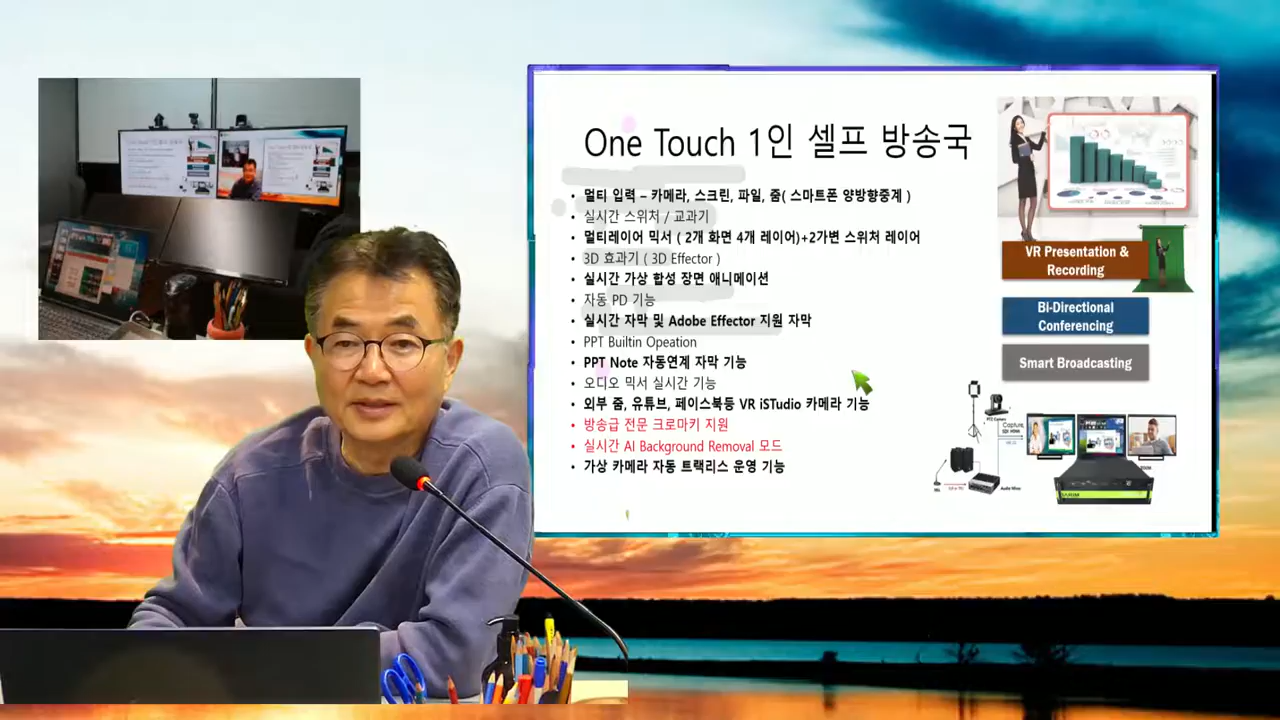 One Touch 1인 셀프 방송국
• 멀티 입력 – 카메라, 스크린, 파일, 줌( 스마트폰 양방향중계 )
• 실시간 스위처 / 교과기
• 멀티레이어 믹서 ( 2개 화면 4개 레이어)+2가변 스위처 레이어
• 3D 효과기 ( 3D Effector )
• 실시간 가상 합성 장면 애니메이션
• 자동 PD 기능
• 실시간 자막 및 Adobe Effector 지원 자막
• PPT Builtin Opeation
• PPT Note 자동연계 자막 기능
• 오디오 믹서 실시간 기능
• 외부 줌, 유튜브, 페이스북등 VR iSTudio 카메라 기능
• 방송급 전문 크로마키 지원
• 실시간 AI Background Removal 모드
• 가상 카메라 자동 트랙리스 운영 기능
VR Presentation &
Recording
Bi-Directional
Conferencing
Smart Broadcasting
PTZ Camera
Capture,
Audio Mixer